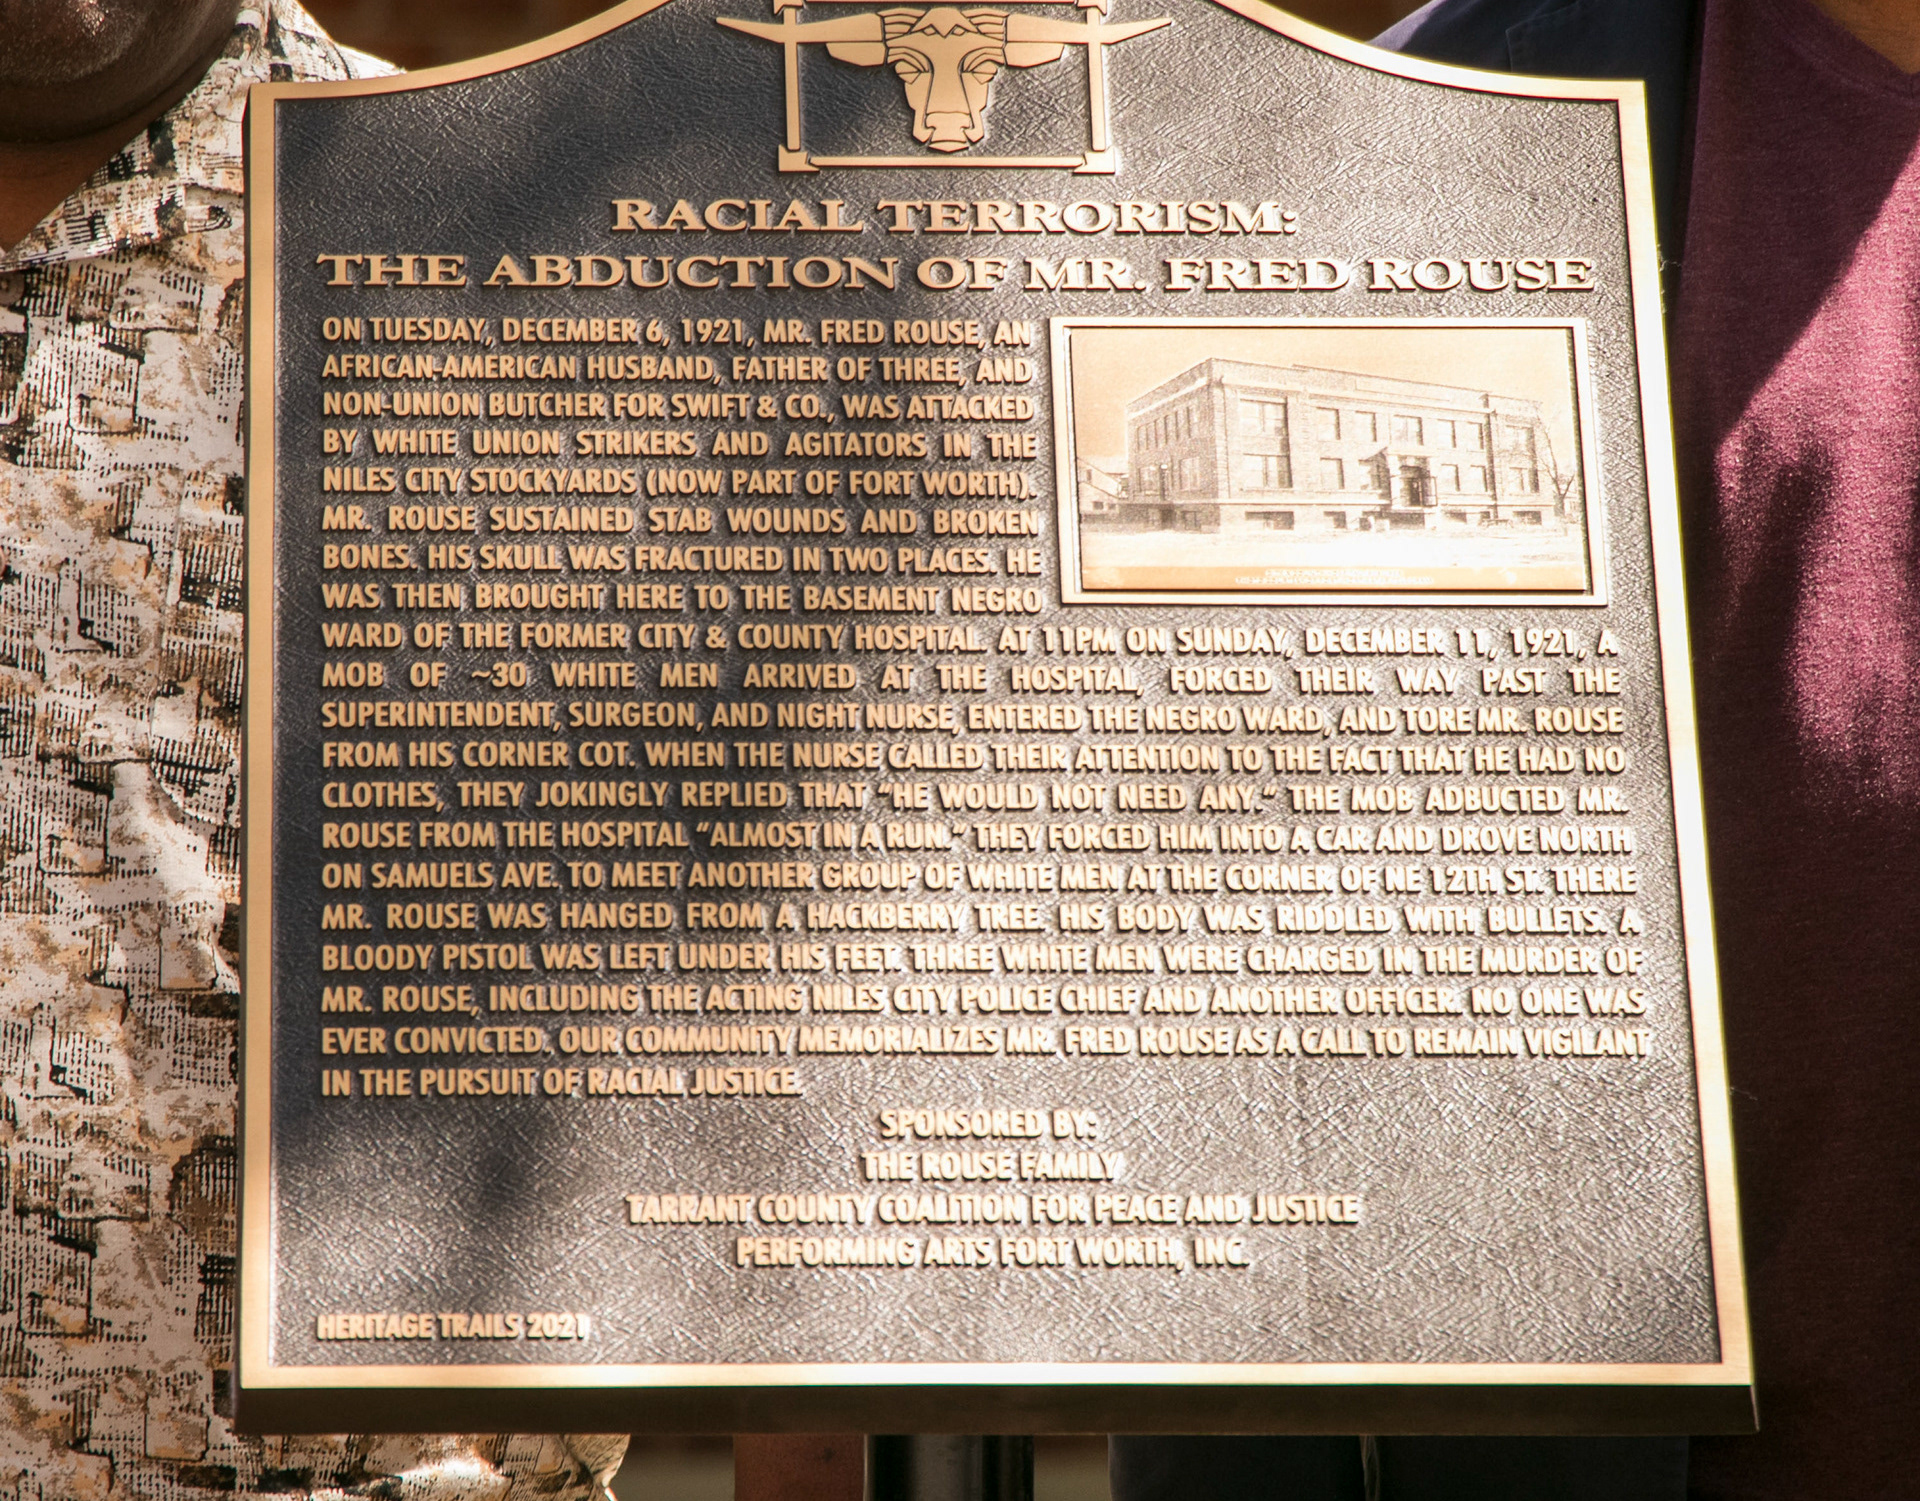 RACIAL TERRORISM:
THE ABDUCTION OF MR. FRED ROUSE
ON TUESDAY, DECEMBER 6, 1921, MR. FRED ROUSE, AN
AFRICAN-AMERICAN HUSBAND, FATHER OF THREE, AND
NON-UNION BUTCHER FOR SWIFT & CO., WAS ATTACKED
BY WHITE UNION STRIKERS AND AGITATORS IN THE
NILES CITY STOCKYARDS (NOW PART OF FORT WORTH).
MR. ROUSE SUSTAINED STAB WOUNDS AND BROKEN
BONES. HIS SKULL WAS FRACTURED IN TWO PLACES. HE
WAS THEN BROUGHT HERE TO THE BASEMENT NEGRO
WARD OF THE FORMER CITY & COUNTY HOSPITAL. AT 11PM ON SUNDAY, DECEMBER 11, 1921, A
MOB OF ~30 WHITE MEN ARRIVED AT THE HOSPITAL, FORCED THEIR WAY PAST THE
SUPERINTENDENT, SURGEON, AND NIGHT NURSE, ENTERED THE NEGRO WARD, AND TORE MR. ROUSE
FROM HIS CORNER COT. WHEN THE NURSE CALLED THEIR ATTENTION TO THE FACT THAT HE HAD NO
CLOTHES, THEY JOKINGLY REPLIED THAT “HE WOULD NOT NEED ANY.“ THE MOB ADBUCTED MR.
ROUSE FROM THE HOSPITAL “ALMOST IN A RUN.“ THEY FORCED HIM INTO A CAR AND DROVE NORTH
ON SAMUELS AVE. TO MEET ANOTHER GROUP OF WHITE MEN AT THE CORNER OF NE 12TH ST. THERE
MR. ROUSE WAS HANGED FROM A HACKBERRY TREE. HIS BODY WAS RIDDLED WITH BULLETS. A
BLOODY PISTOL WAS LEFT UNDER HIS FEET. THREE WHITE MEN WERE CHARGED IN THE MURDER OF
MR. ROUSE, INCLUDING THE ACTING NILES CITY POLICE CHIEF AND ANOTHER OFFICER. NO ONE WAS
EVER CONVICTED. OUR COMMUNITY MEMORIALIZES MR. FRED ROUSE AS A CALL TO REMAIN VIGILANT
IN THE PURSUIT OF RACIAL JUSTICE.
SPONSORED BY:
THE ROUSE FAMILY
TARRANT COUNTY COALITION FOR PEACE AND JUSTICE
PERFORMING ARTS FORT WORTH, INC.
HERITAGE TRAILS 2021